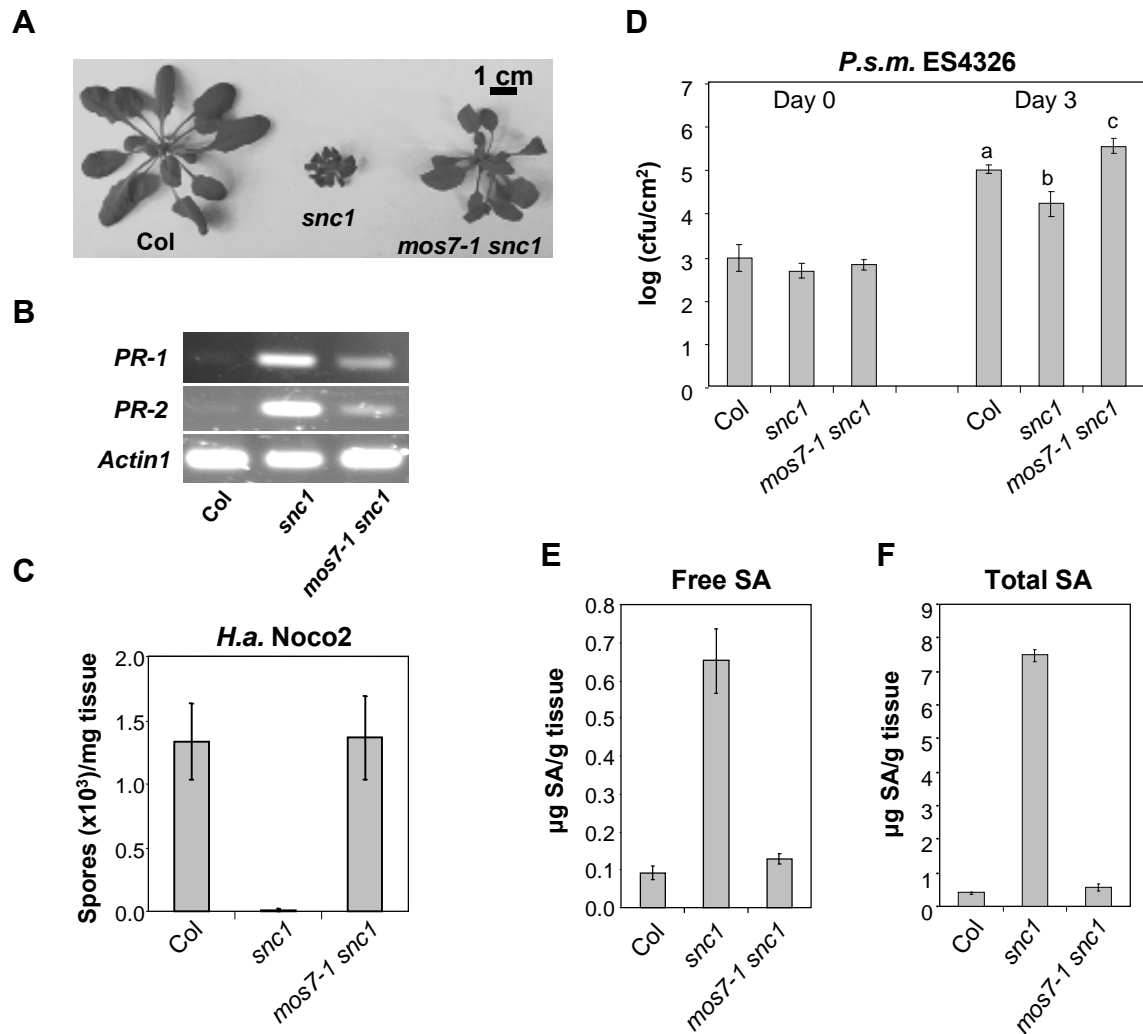 A
1 cm
Col
snc1
mos7-1 snc1
B
PR-1
PR-2
Actin1
Col
snc1
mos7-1 snc1
C
H.a. Noco2
Spores (x10³)/mg tissue
2.0
1.5
1.0
0.5
0.0
Col
snc1
mos7-1 snc1
D
P.s.m. ES4326
Day 0
Day 3
log (cfu/cm²)
7
6
5
4
3
2
1
0
a
b
c
Col
snc1
mos7-1 snc1
Col
snc1
mos7-1 snc1
E
Free SA
µg SA/g tissue
0.8
0.7
0.6
0.5
0.4
0.3
0.2
0.1
0.0
Col
snc1
mos7-1 snc1
F
Total SA
µg SA/g tissue
9
8
7
6
5
4
3
2
1
0
Col
snc1
mos7-1 snc1